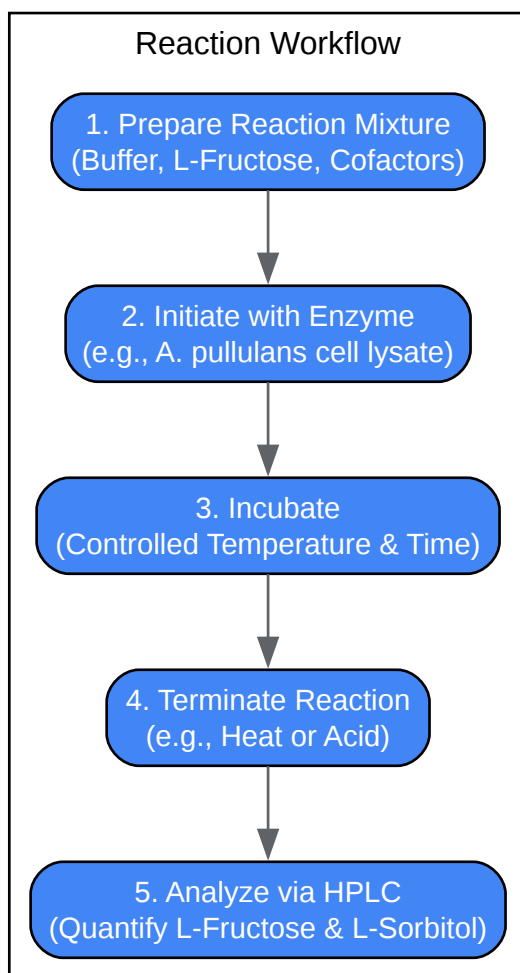 Reaction Workflow
1. Prepare Reaction Mixture
(Buffer, L-Fructose, Cofactors)
2. Initiate with Enzyme
(e.g., A. pullulans cell lysate)
3. Incubate
(Controlled Temperature & Time)
4. Terminate Reaction
(e.g., Heat or Acid)
5. Analyze via HPLC
(Quantify L-Fructose & L-Sorbitol)